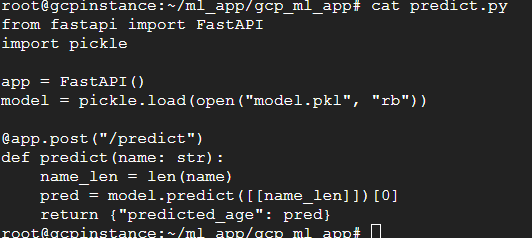 root@gcpinstance:~/ml_app/gcp_ml_app# cat predict.py
from fastapi import FastAPI
import pickle

app = FastAPI()
model = pickle.load(open("model.pkl", "rb"))

@app.post("/predict")
def predict(name: str):
    name_len = len(name)
    pred = model.predict([[name_len]])[0]
    return {"predicted_age": pred}
root@gcpinstance:~/ml_app/gcp_ml_app#